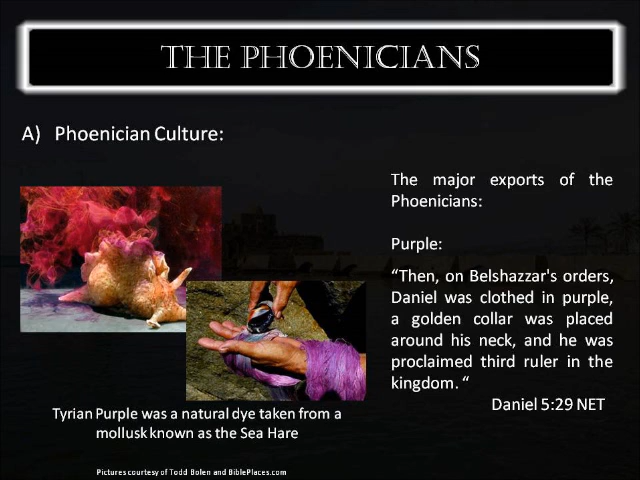 THE PHOENICIANS
A) Phoenician Culture:
The major exports of the
Phoenicians:
Purple:
“Then, on Belshazzar's orders,
Daniel was clothed in purple,
a golden collar was placed
around his neck, and he was
proclaimed third ruler in the
kingdom. “
Daniel 5:29 NET
Tyrian Purple was a natural dye taken from a
mollusk known as the Sea Hare
Pictures courtesy of Todd Bolen and BiblePlaces.com